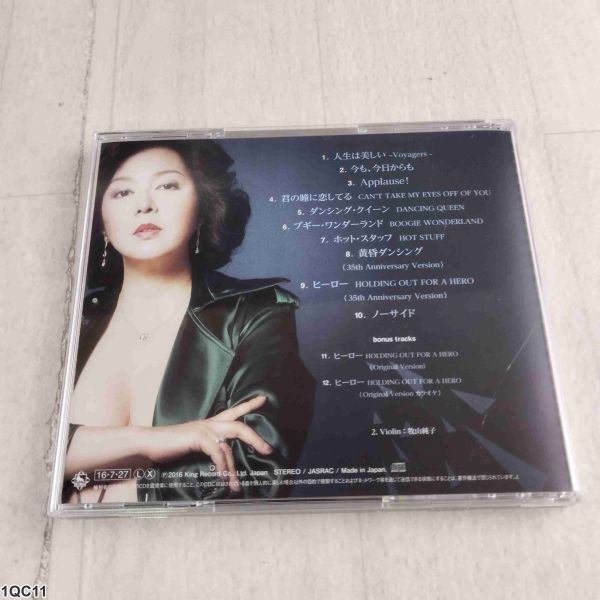 1. 人生は美しい -Voyagers-
2. 今も、今日からも
3. Applause!
4. 君の瞳に恋してる CAN'T TAKE MY EYES OFF OF YOU
5. ダンシング・クイーン DANCING QUEEN
6. ブギー・ワンダーランド BOOGIE WONDERLAND
7. ホット・スタッフ HOT STUFF
8. 黄昏ダンシング
(35th Anniversary Version)
9. ヒーロー HOLDING OUT FOR A HERO
(35th Anniversary Version)
10. ノーサイド
bonus tracks
11. ヒーロー HOLDING OUT FOR A HERO
(Original Version)
12. ヒーロー HOLDING OUT FOR A HERO
(Original Version カラオケ)
2. Violin：牧山純子
16・7・27 L X ℗2016 King Record Co., Ltd. Japan STEREO / JASRAC / Made in Japan.
1QC11